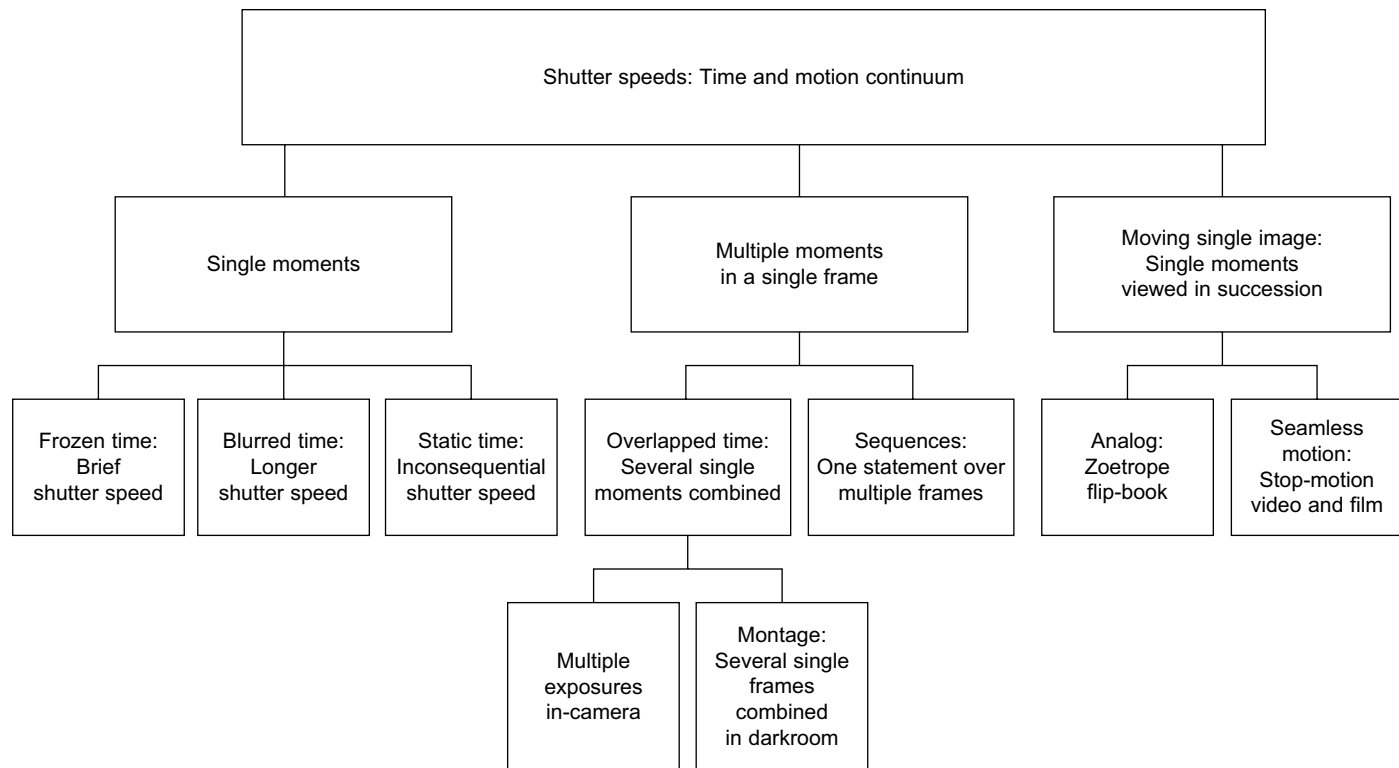 Shutter speeds: Time and motion continuum
Single moments
Multiple moments
in a single frame
Moving single image:
Single moments
viewed in succession
Frozen time:
Brief
shutter speed
Blurred time:
Longer
shutter speed
Static time:
Inconsequential
shutter speed
Overlapped time:
Several single
moments combined
Sequences:
One statement over
multiple frames
Analog:
Zoetrope
flip-book
Seamless
motion:
Stop-motion
video and film
Multiple
exposures
in-camera
Montage:
Several single
frames
combined
in darkroom